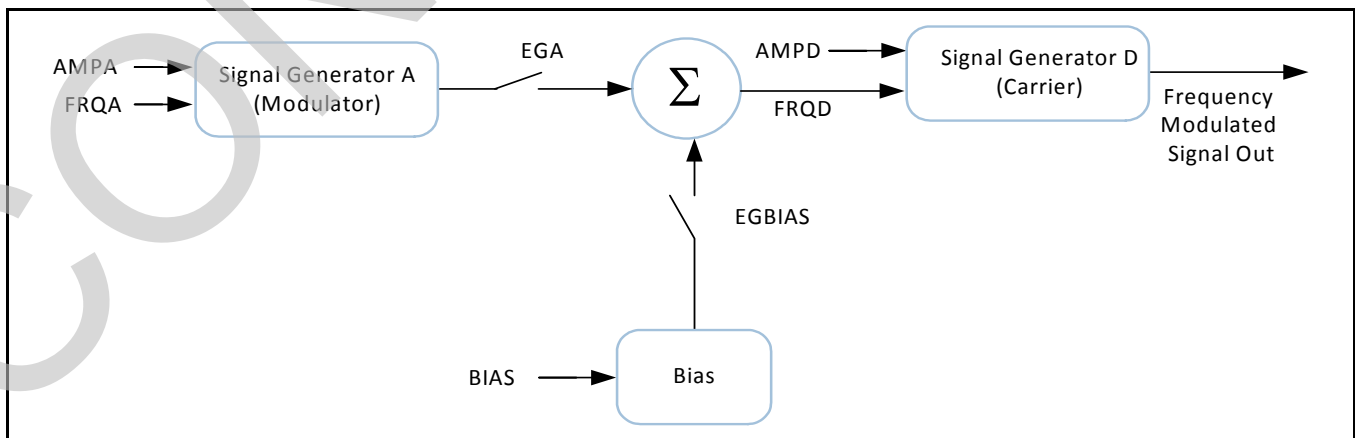 AMPA
FRQA
Signal Generator A
(Modulator)
EGA
Σ
AMPD
FRQD
Signal Generator D
(Carrier)
Frequency
Modulated
Signal Out
EGBIAS
BIAS
Bias